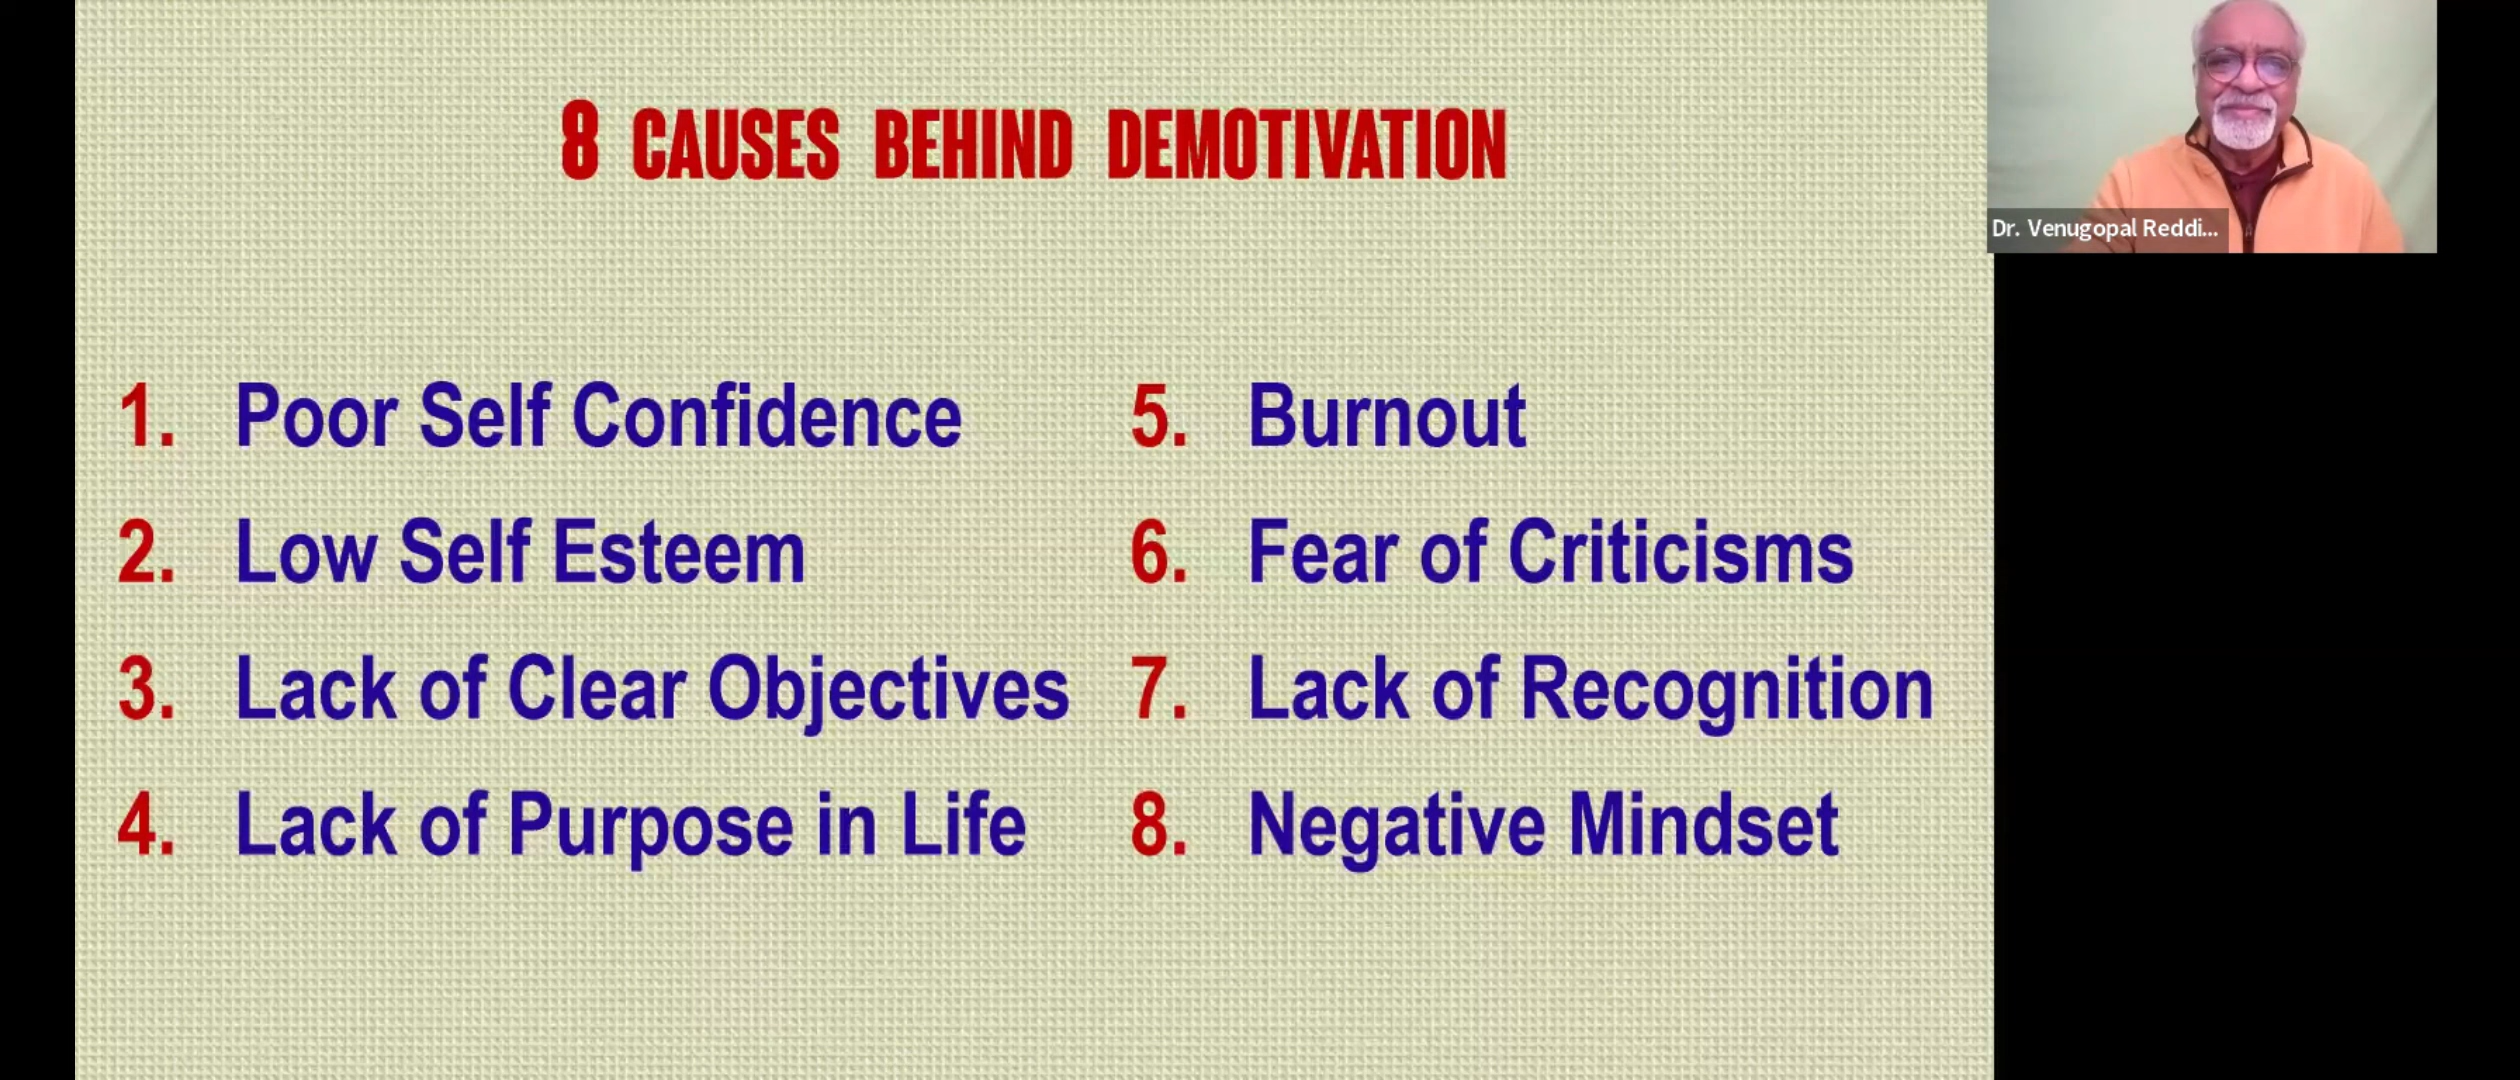 8 CAUSES BEHIND DEMOTIVATION
1. Poor Self Confidence
2. Low Self Esteem
3. Lack of Clear Objectives
4. Lack of Purpose in Life
5. Burnout
6. Fear of Criticisms
7. Lack of Recognition
8. Negative Mindset
Dr. Venugopal Reddi...